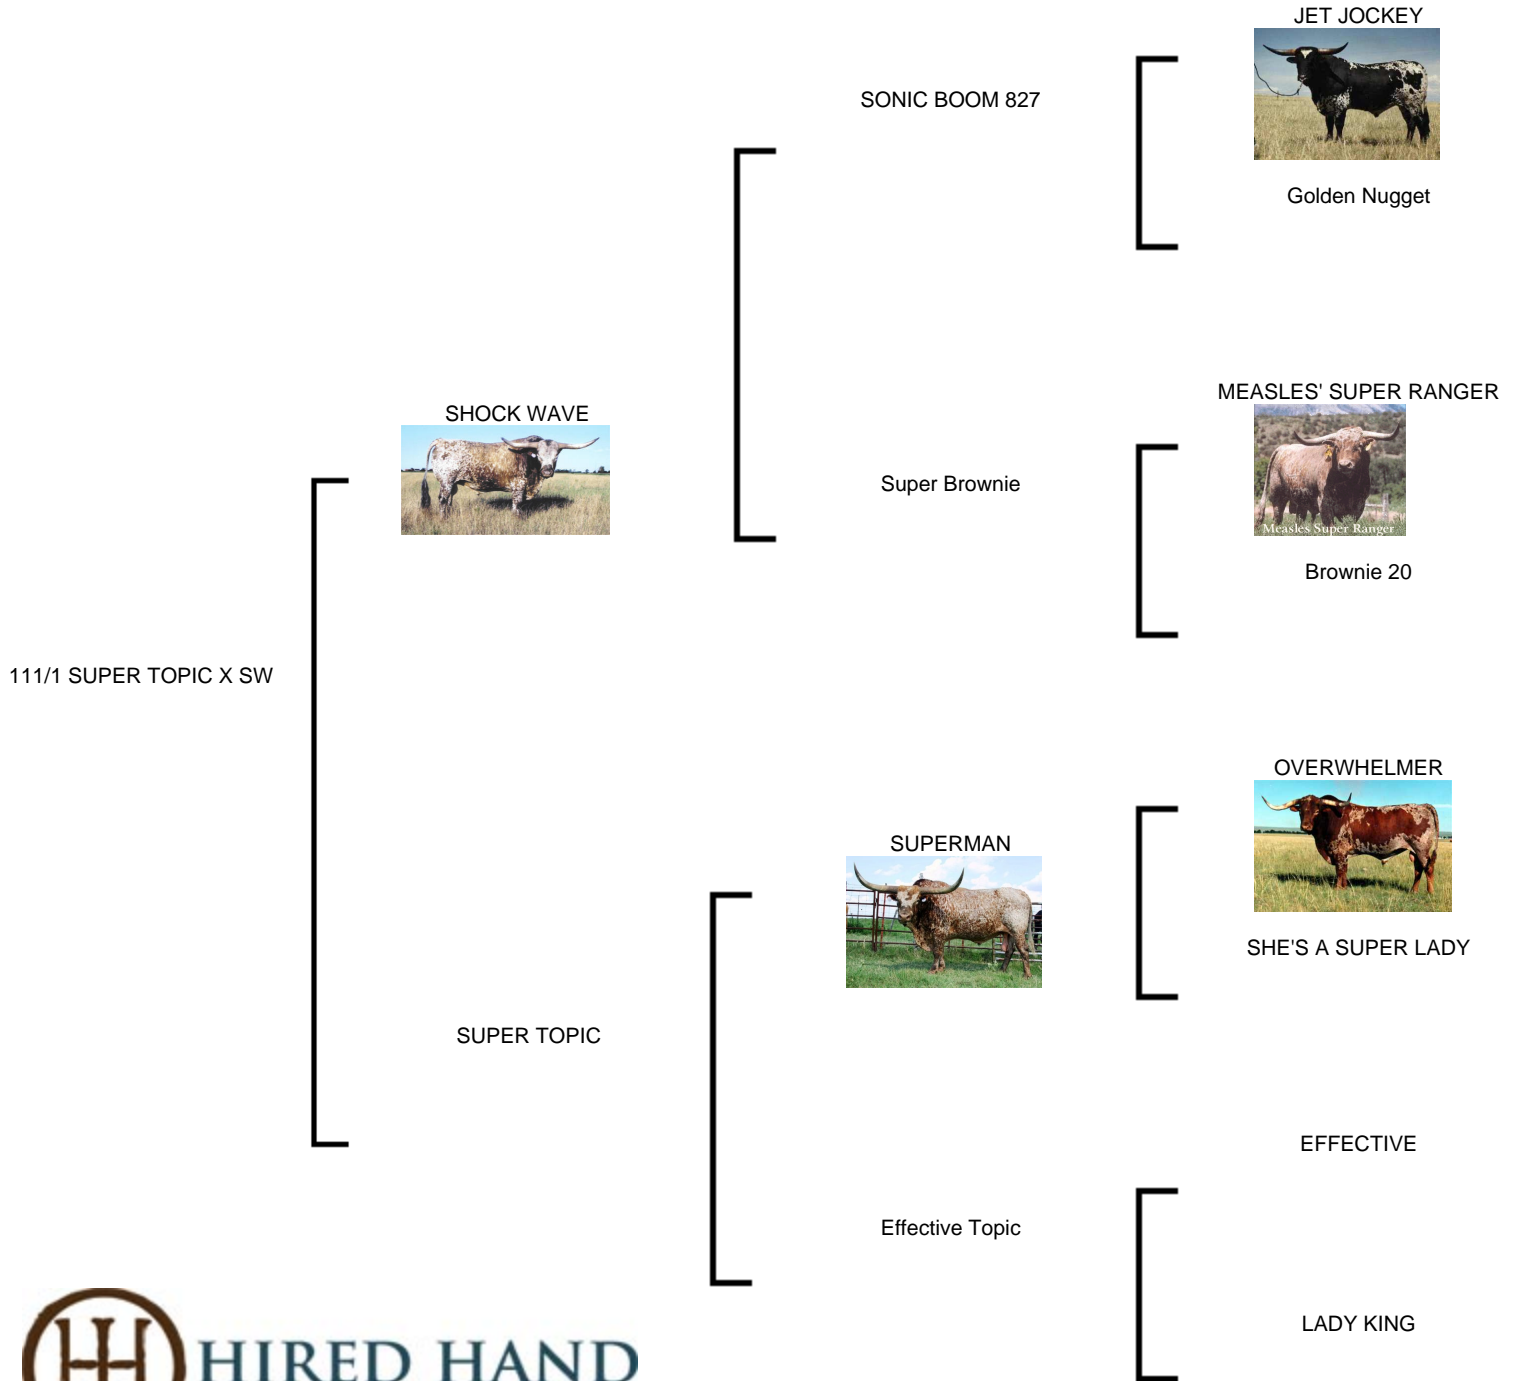 JET JOCKEY
SONIC BOOM 827
Golden Nugget
MEASLES' SUPER RANGER
SHOCK WAVE
Super Brownie
Measles Super Ranger
Brownie 20
111/1 SUPER TOPIC X SW
OVERWHELMER
SUPERMAN
SHE'S A SUPER LADY
SUPER TOPIC
EFFECTIVE
Effective Topic
LADY KING
HIRED HAND